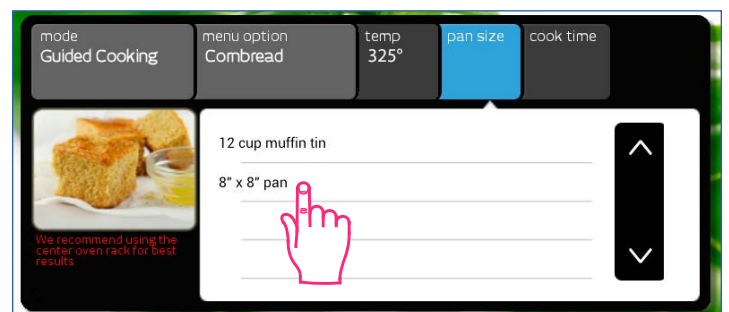 mode
Guided Cooking
menu option
Cornbread
temp
325°
pan size
cook time
12 cup muffin tin
8" x 8" pan
We recommend using the
center oven rack for best
results.